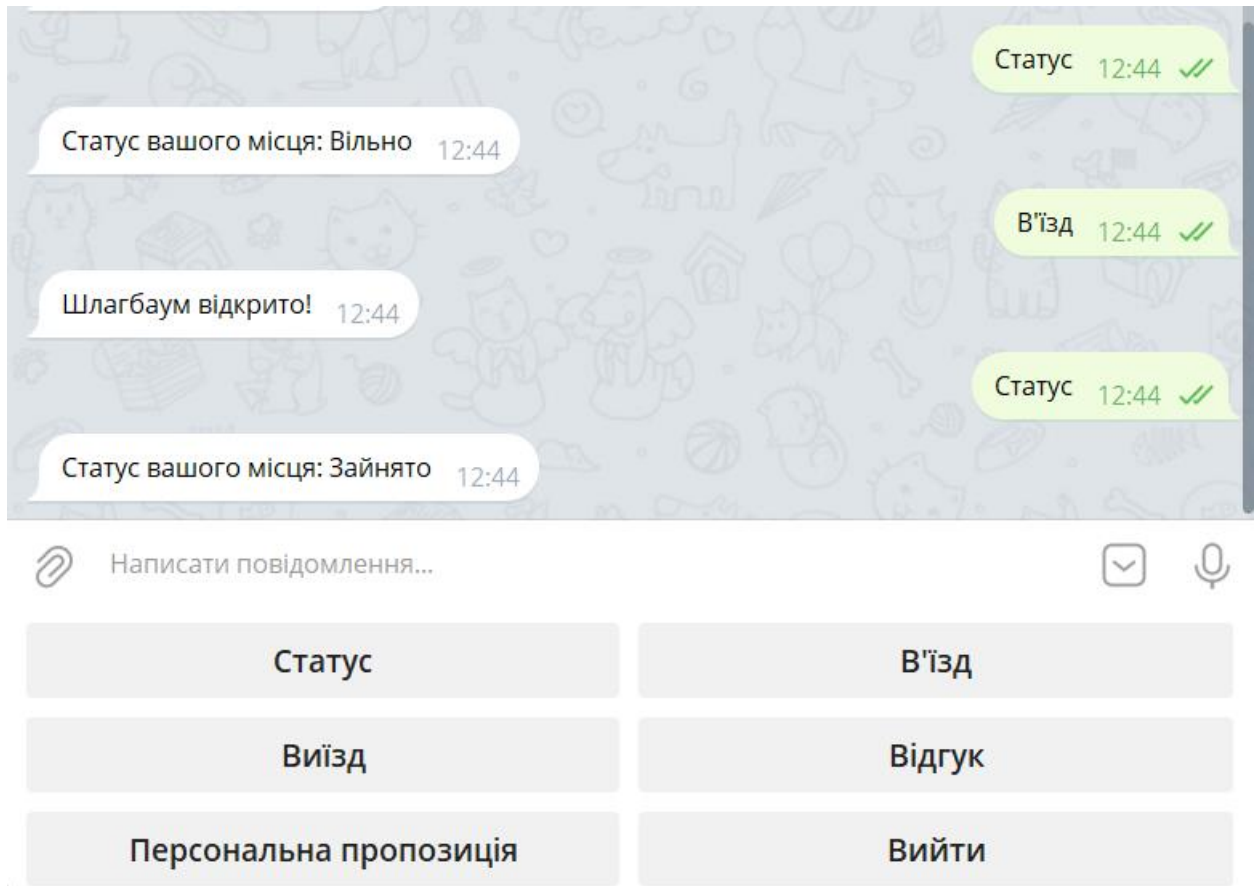 Статус 12:44
Статус вашого місця: Вільно 12:44
В'їзд 12:44
Шлагбаум відкрито! 12:44
Статус 12:44
Статус вашого місця: Зайнято 12:44
Написати повідомлення...
Статус
В'їзд
Виїзд
Відгук
Персональна пропозиція
Вийти